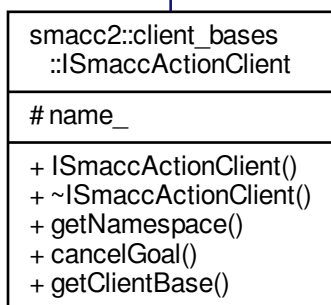 smacc2::client_bases
::ISmaccActionClient
# name_
+ ISmaccActionClient()
+ ~ISmaccActionClient()
+ getNamespace()
+ cancelGoal()
+ getClientBase()